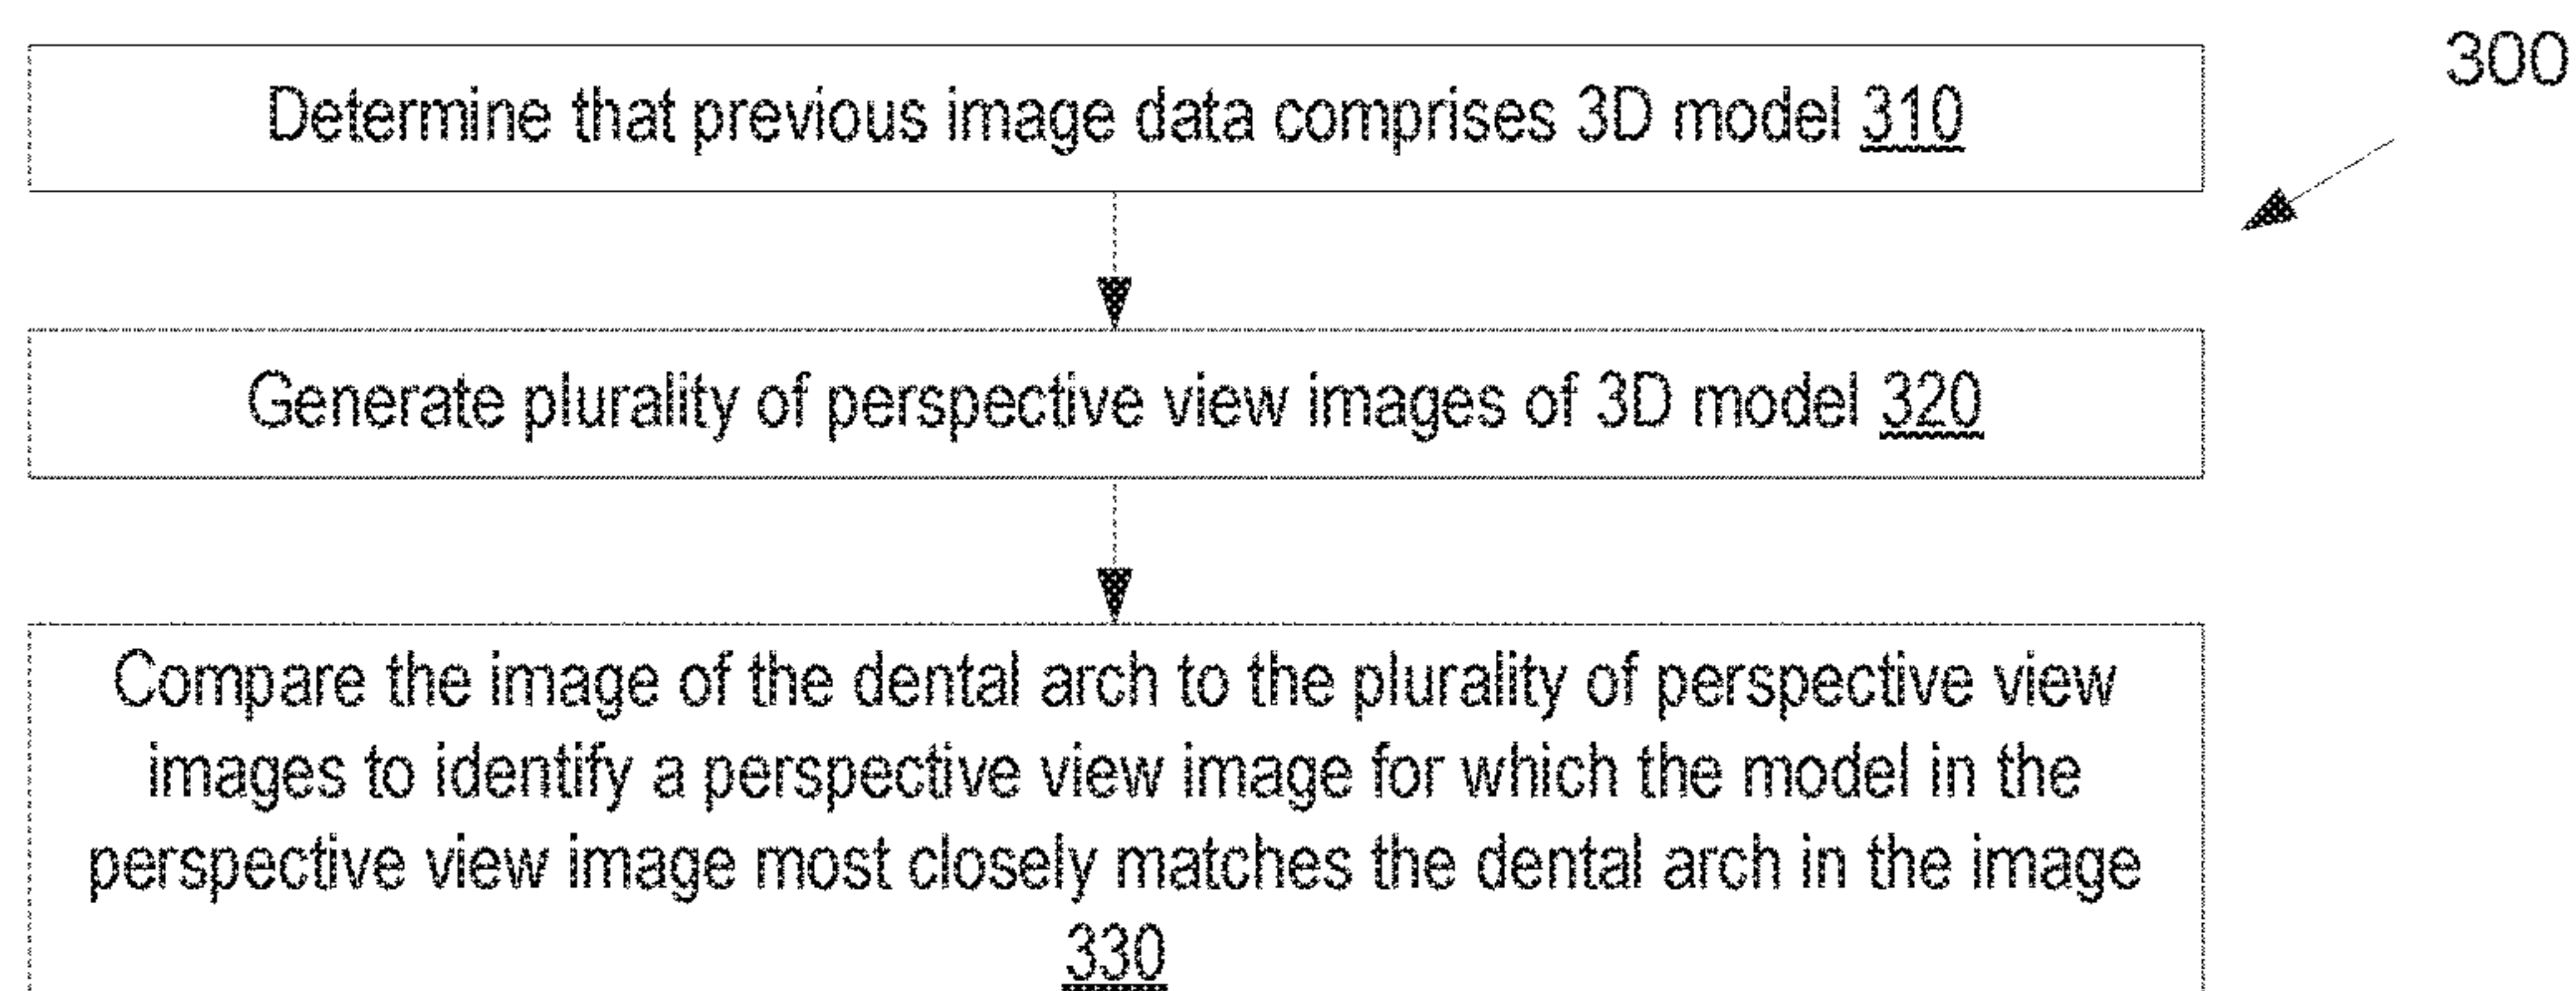 300
Determine that previous image data comprises 3D model 310
Generate plurality of perspective view images of 3D model 320
Compare the image of the dental arch to the plurality of perspective view
images to identify a perspective view image for which the model in the
perspective view image most closely matches the dental arch in the image
330